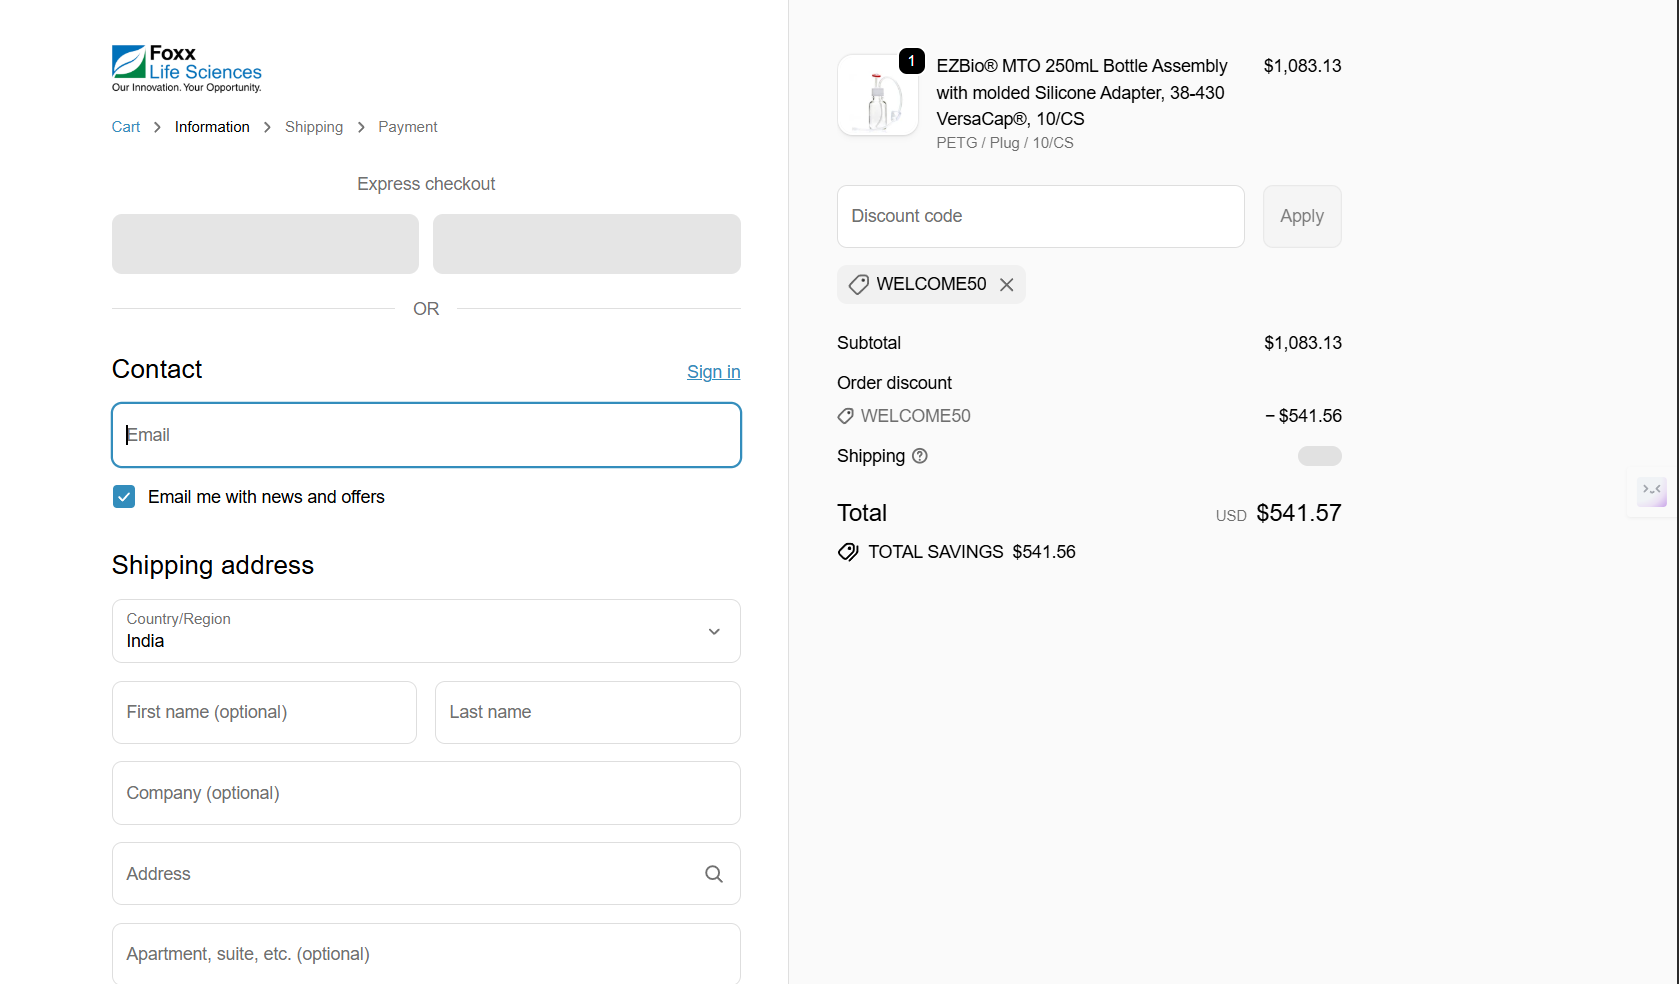 Foxx
Life Sciences
Our Innovation. Your Opportunity.
Cart > Information > Shipping > Payment
Express checkout
OR
Contact
Sign in
Email
Email me with news and offers
Shipping address
Country/Region
India
First name (optional)
Last name
Company (optional)
Address
Apartment, suite, etc. (optional)
1
EZBio® MTO 250mL Bottle Assembly
with molded Silicone Adapter, 38-430
VersaCap®, 10/CS
PETG / Plug / 10/CS
$1,083.13
Discount code
Apply
WELCOME50
Subtotal
$1,083.13
Order discount
WELCOME50
− $541.56
Shipping
Total
USD $541.57
TOTAL SAVINGS $541.56